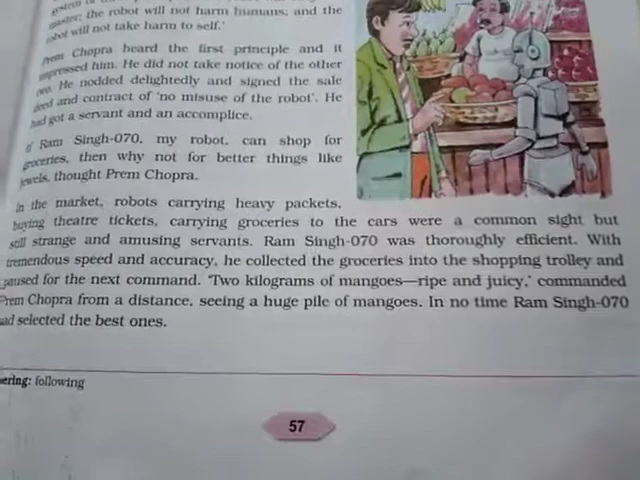 system of
master; the robot will not harm humans; and the
robot will not take harm to self.'
Prem Chopra heard the first principle and it
impressed him. He did not take notice of the other
two. He nodded delightedly and signed the sale
deed and contract of 'no misuse of the robot'. He
had got a servant and an accomplice.
If Ram Singh-070, my robot, can shop for
groceries, then why not for better things like
jewels, thought Prem Chopra.
In the market, robots carrying heavy packets,
buying theatre tickets, carrying groceries to the cars were a common sight but
still strange and amusing servants. Ram Singh-070 was thoroughly efficient. With
tremendous speed and accuracy, he collected the groceries into the shopping trolley and
paused for the next command. 'Two kilograms of mangoes—ripe and juicy,' commanded
Prem Chopra from a distance, seeing a huge pile of mangoes. In no time Ram Singh-070
had selected the best ones.
ering: following
57